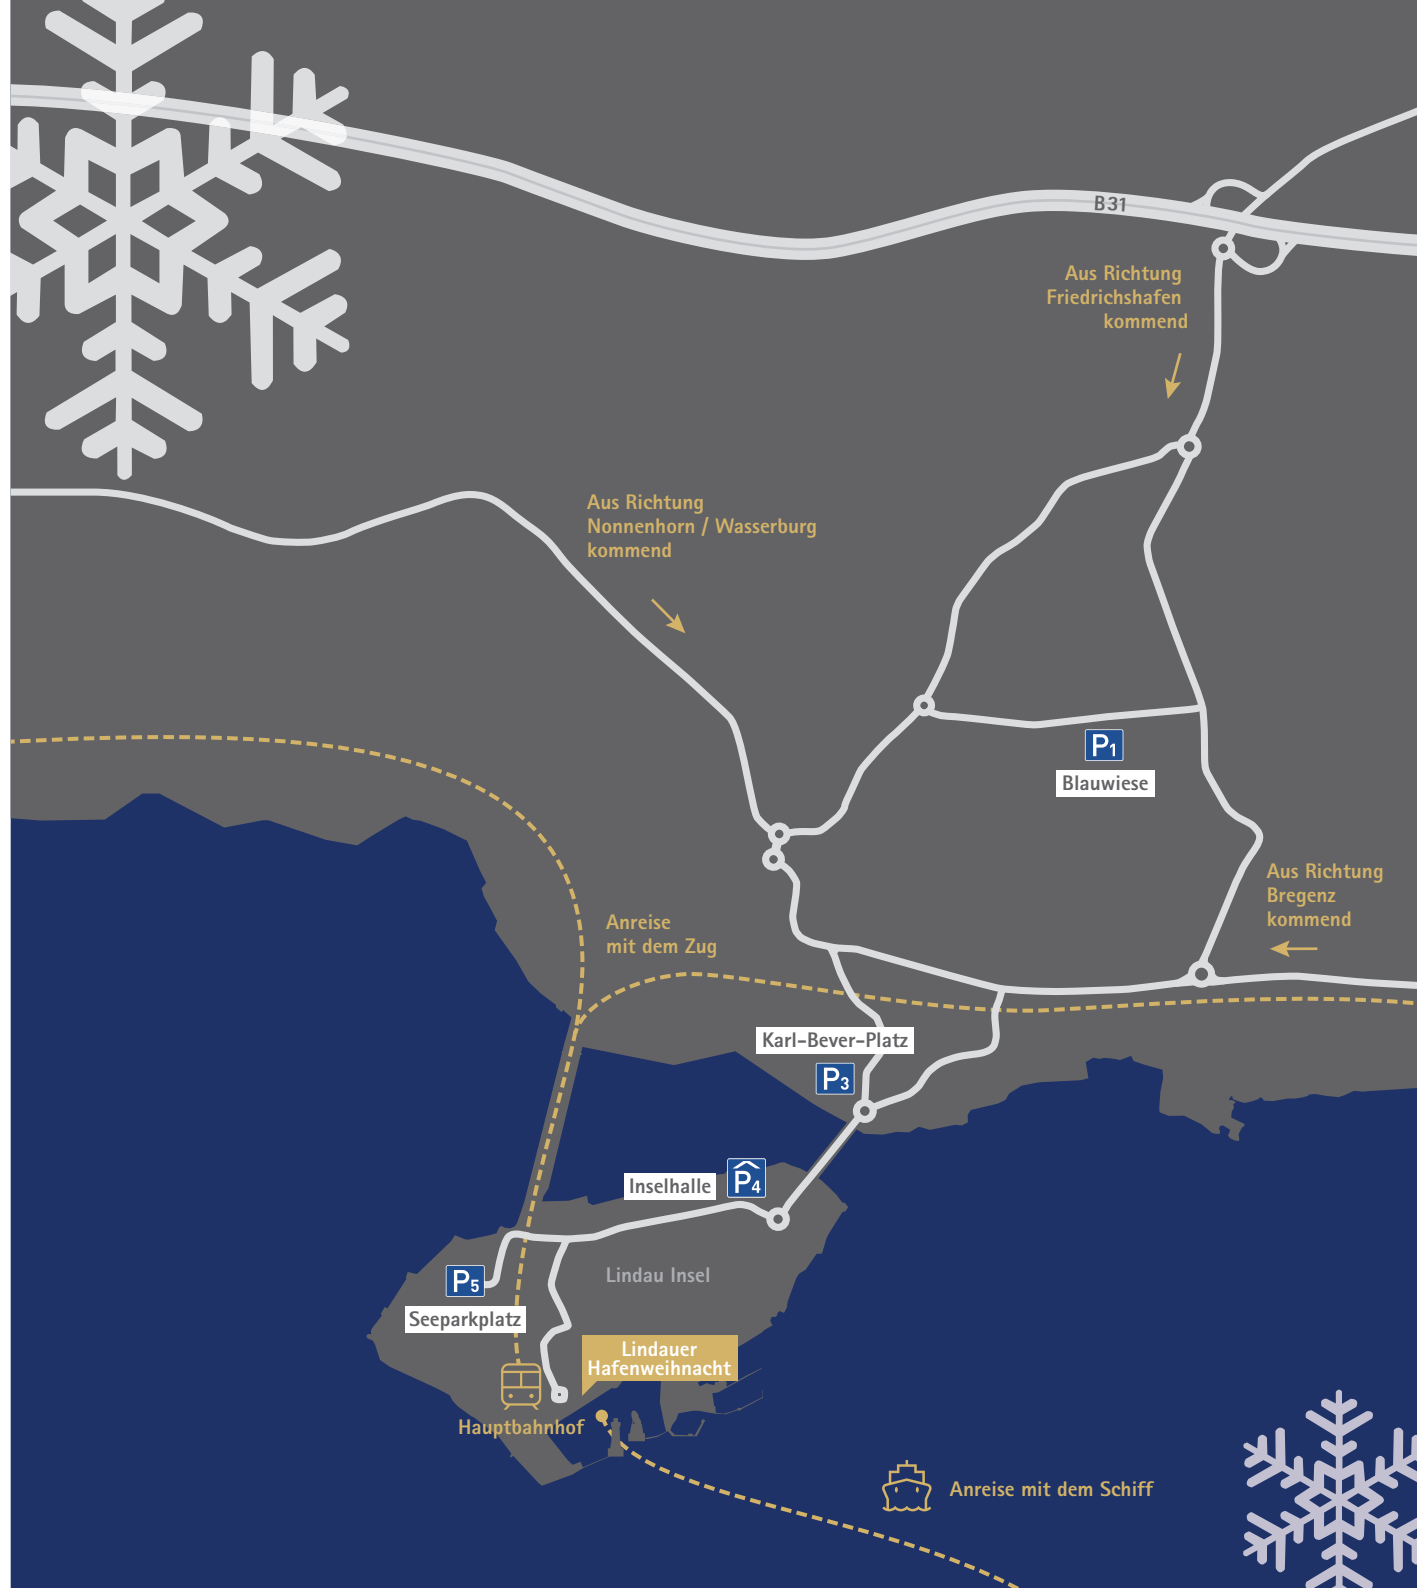 B31
Aus Richtung
Friedrichshafen
kommend
Aus Richtung
Nonnenhorn / Wasserburg
kommend
P1
Blauwiese
Aus Richtung
Bregenz
kommend
Anreise
mit dem Zug
Karl-Bever-Platz
P3
Inselhalle
P4
Lindau Insel
P5
Seeparkplatz
Lindauer
Hafenweihnacht
Hauptbahnhof
Anreise mit dem Schiff